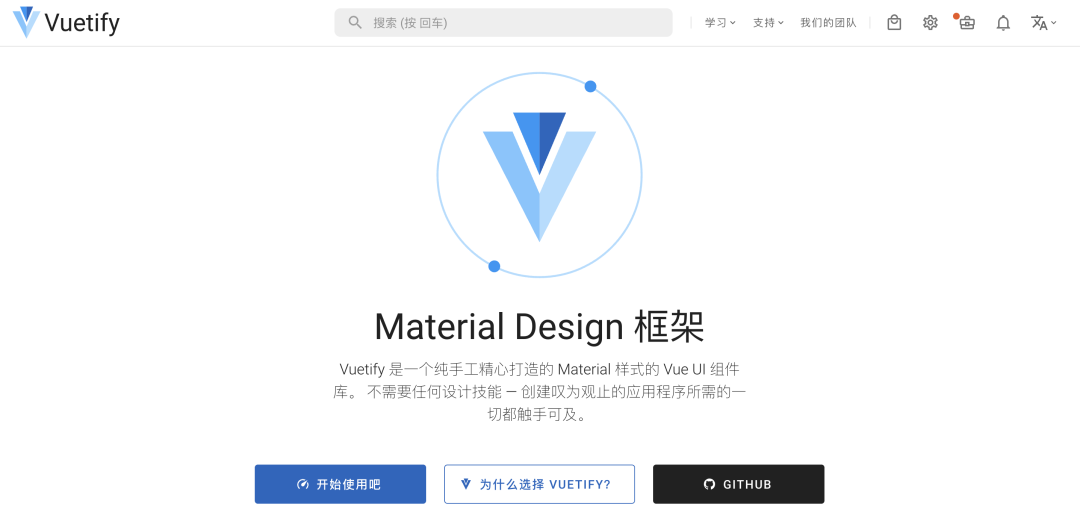 Vuetify
搜索 (按 回车)
学习
支持
我们的团队
Material Design 框架
Vuetify 是一个纯手工精心打造的 Material 样式的 Vue UI 组件
库。 不需要任何设计技能 — 创建叹为观止的应用程序所需的一
切都触手可及。
开始使用吧
为什么选择 VUETIFY?
GITHUB